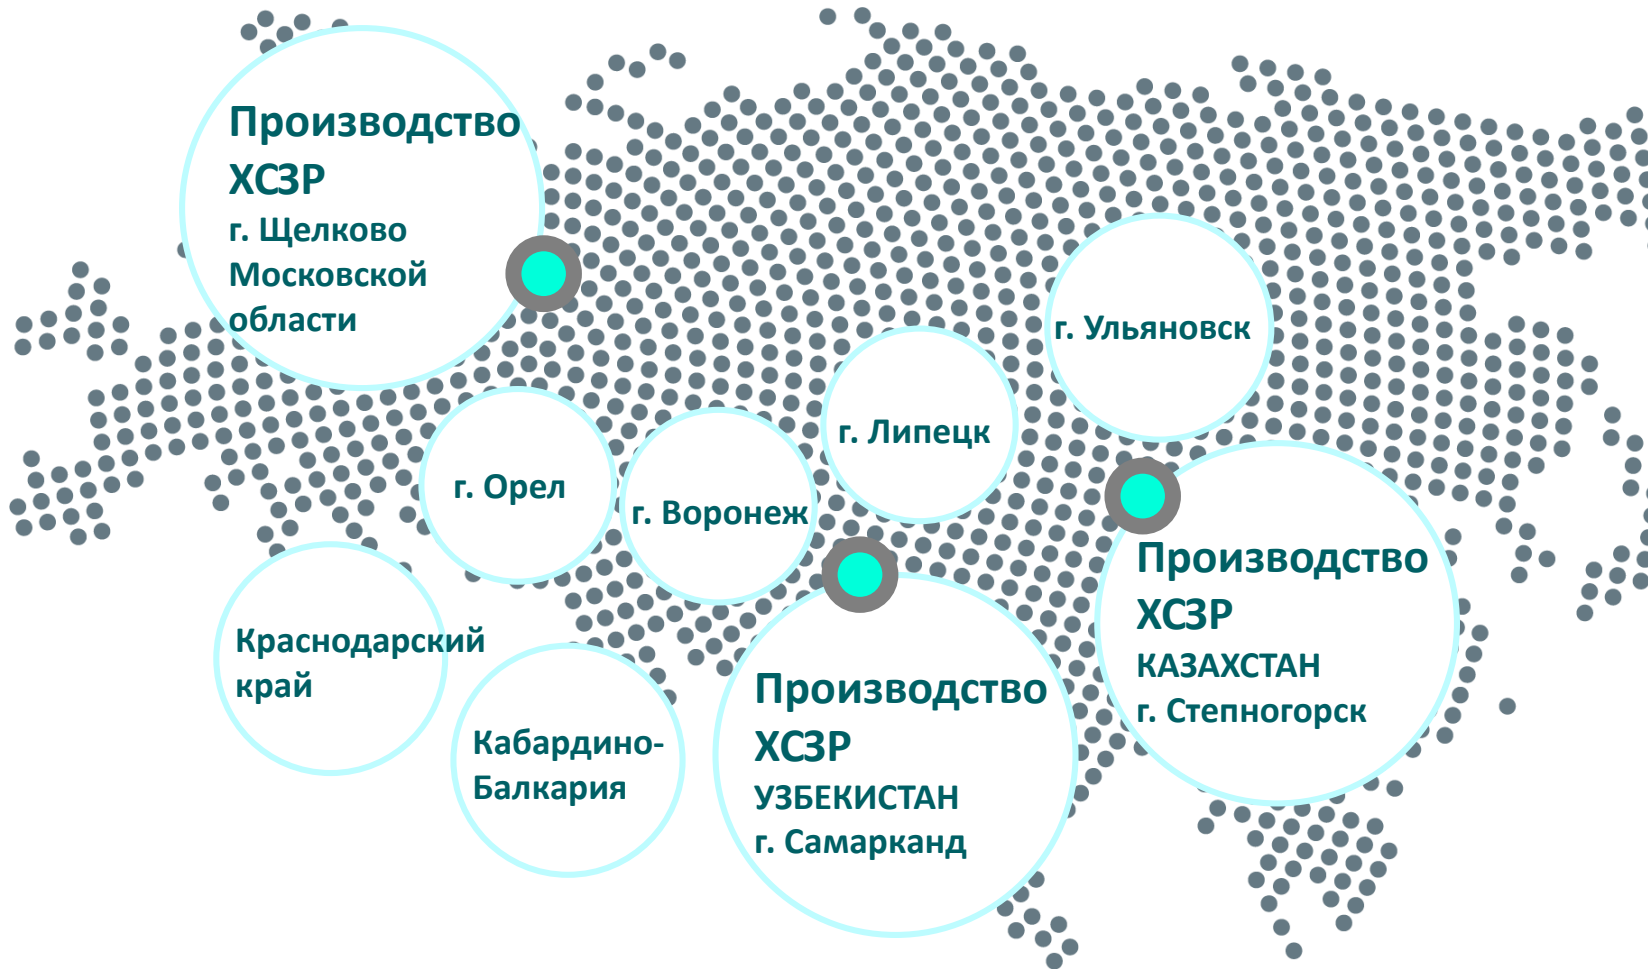 Производство
ХСЗР
г. Щелково
Московской
области
г. Ульяновск
г. Липецк
г. Орел
г. Воронеж
Производство
ХСЗР
КАЗАХСТАН
г. Степногорск
Краснодарский
край
Кабардино-
Балкария
Производство
ХСЗР
УЗБЕКИСТАН
г. Самарканд